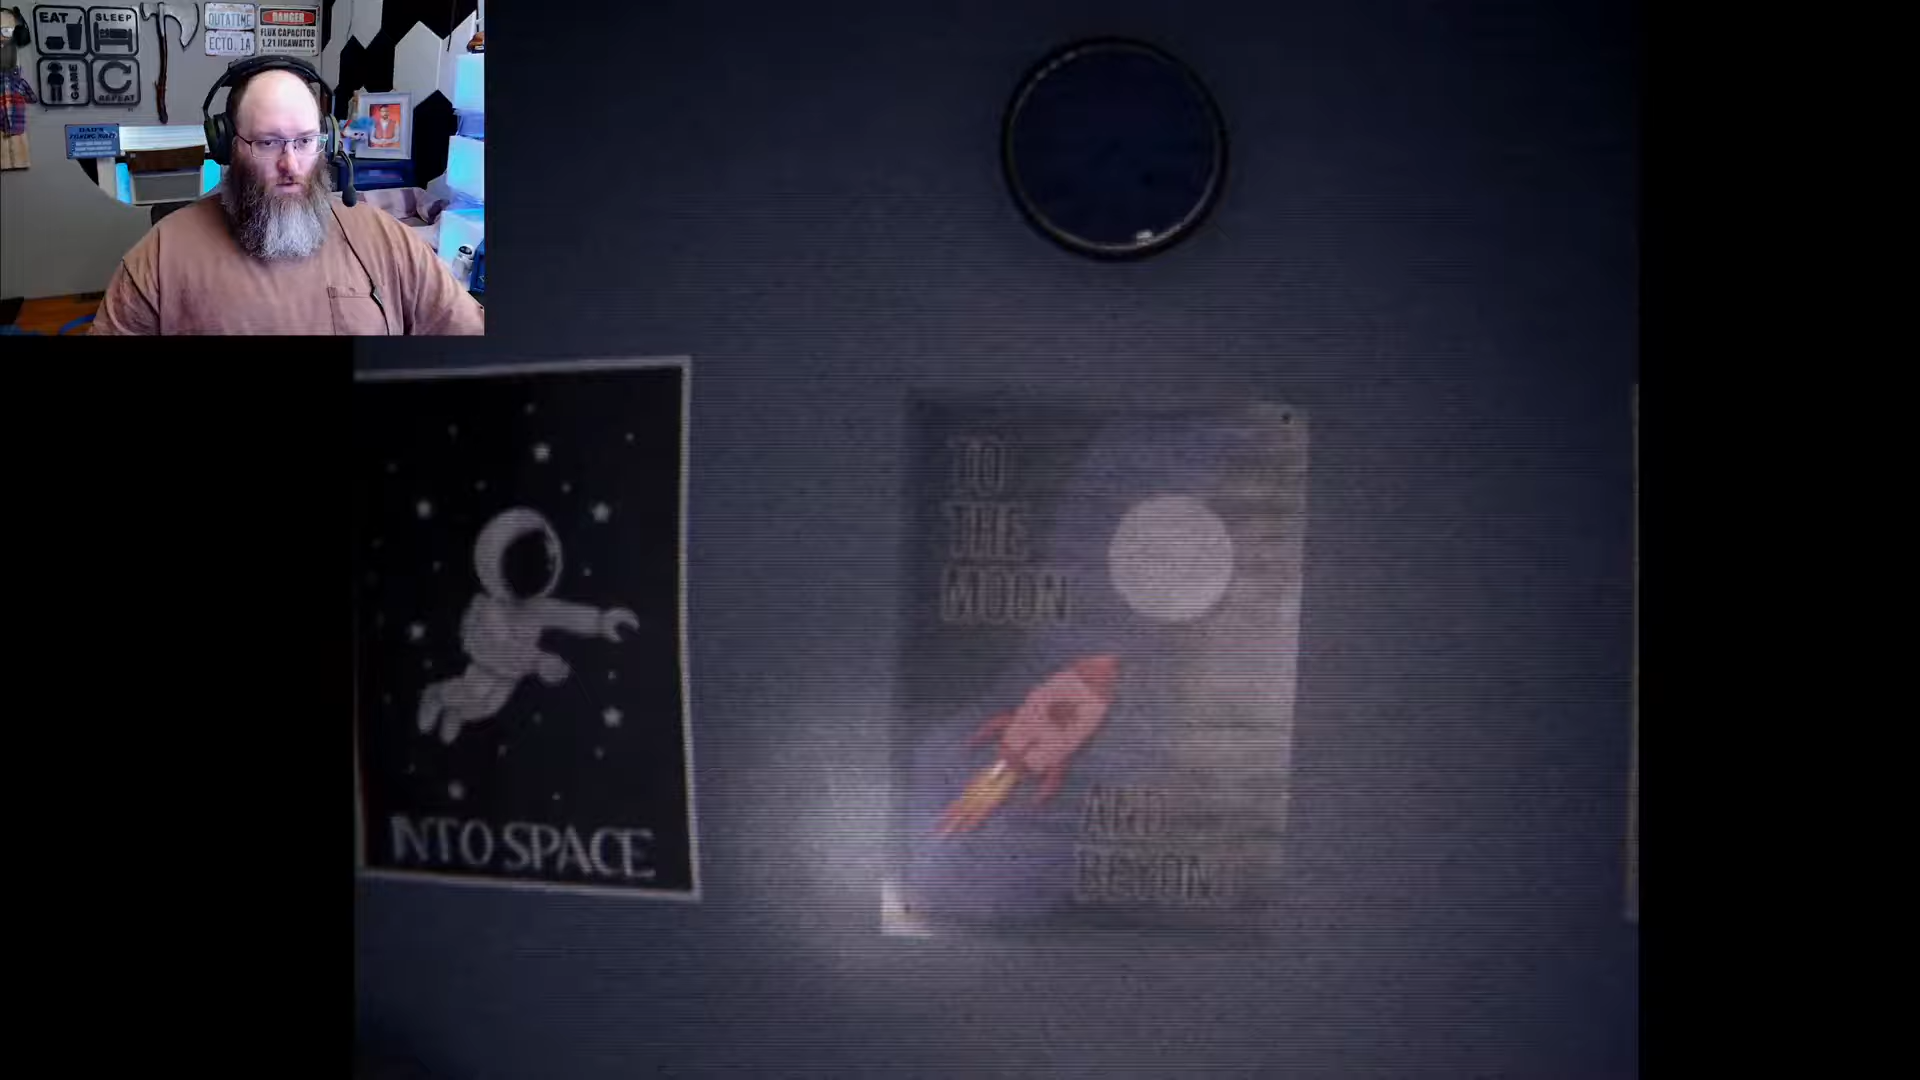 EAT
SLEEP
GAME
REPEAT
OUTATIME
ECTO.1A
DANGER
FLUX CAPACITOR
1.21 JIGAWATTS
INTO SPACE
TO
THE
MOON
AND
BEYOND